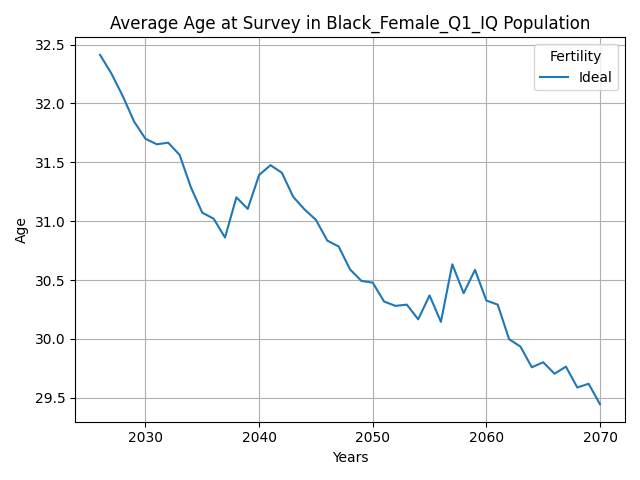 Average Age at Survey in Black_Female_Q1_IQ Population
Fertility
Ideal
32.5
32.0
31.5
31.0
30.5
30.0
29.5
Age
2030 2040 2050 2060 2070
Years